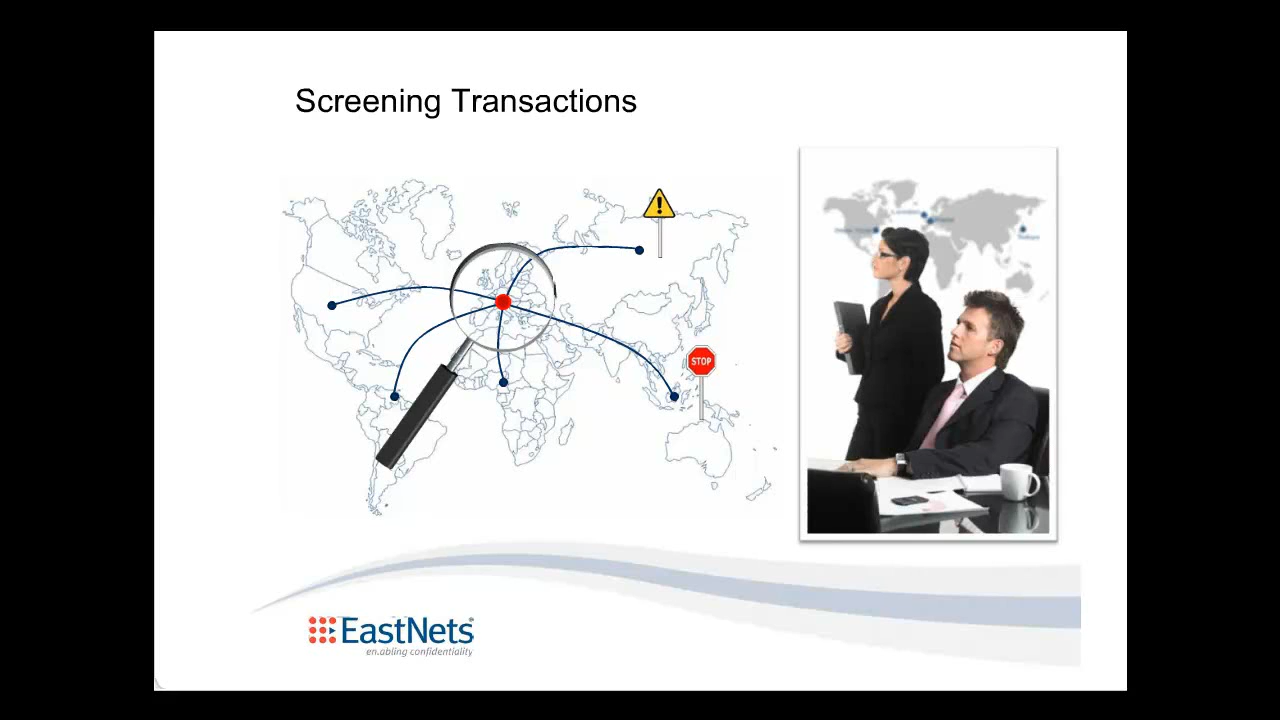 Screening Transactions
!
STOP
EastNets®
en.abling confidentiality